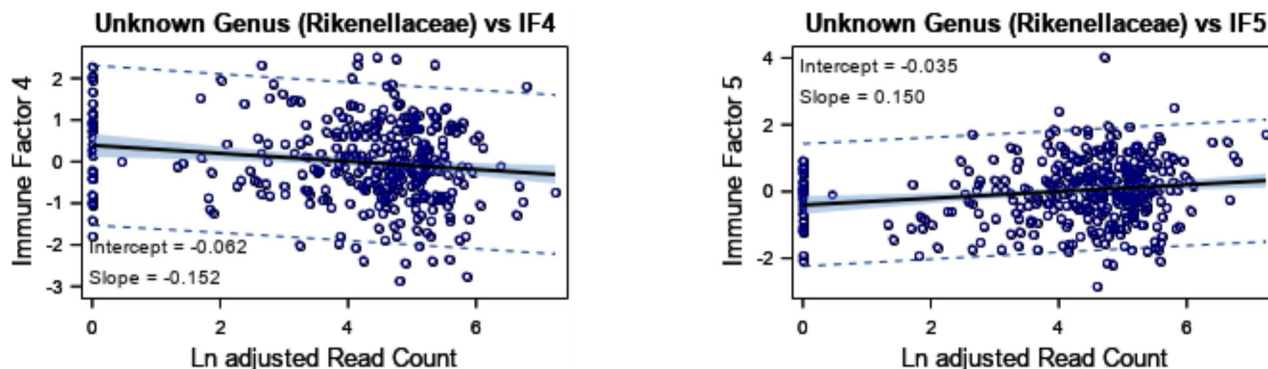 Unknown Genus (Rikenellaceae) vs IF4
Immune Factor 4
2
1
0
-1
-2
-3
Intercept = -0.062
Slope = -0.152
0
2
4
6
Ln adjusted Read Count
Unknown Genus (Rikenellaceae) vs IF5
Immune Factor 5
4
2
0
-2
Intercept = -0.035
Slope = 0.150
0
2
4
6
Ln adjusted Read Count